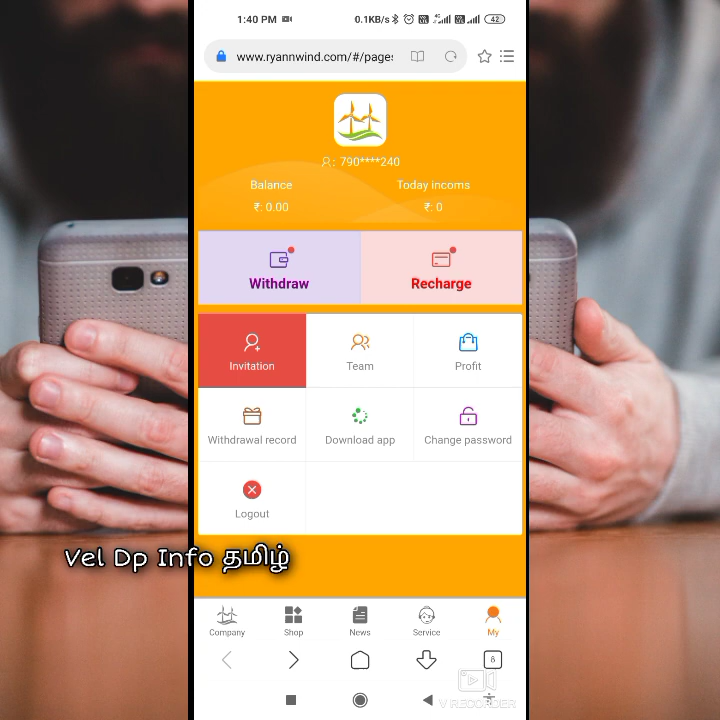 1:40 PM
0.1KB/s
42
www.ryannwind.com/#/pages
790****240
Balance
Today incoms
₹: 0.00
₹: 0
Withdraw
Recharge
Invitation
Team
Profit
Withdrawal record
Download app
Change password
Logout
Vel Dp Info தமிழ்
Company
Shop
News
Service
My
8
V RECORDER